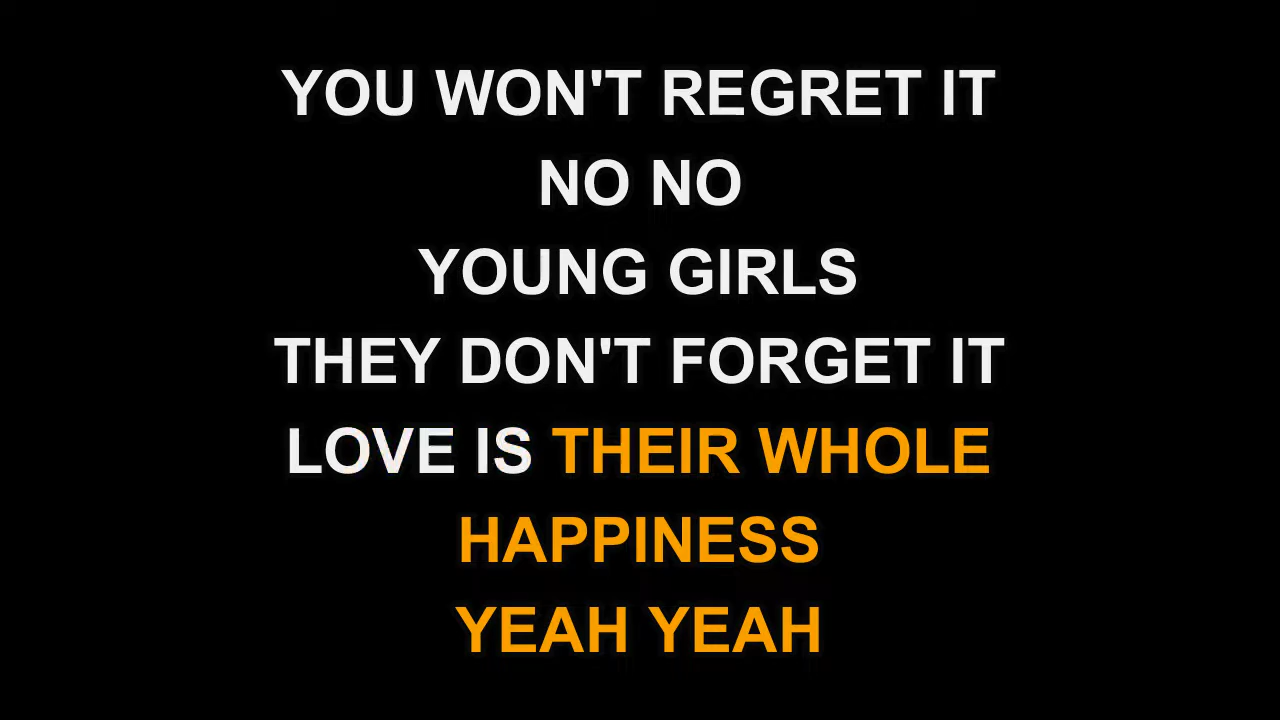 YOU WON'T REGRET IT
NO NO
YOUNG GIRLS
THEY DON'T FORGET IT
LOVE IS THEIR WHOLE
HAPPINESS
YEAH YEAH